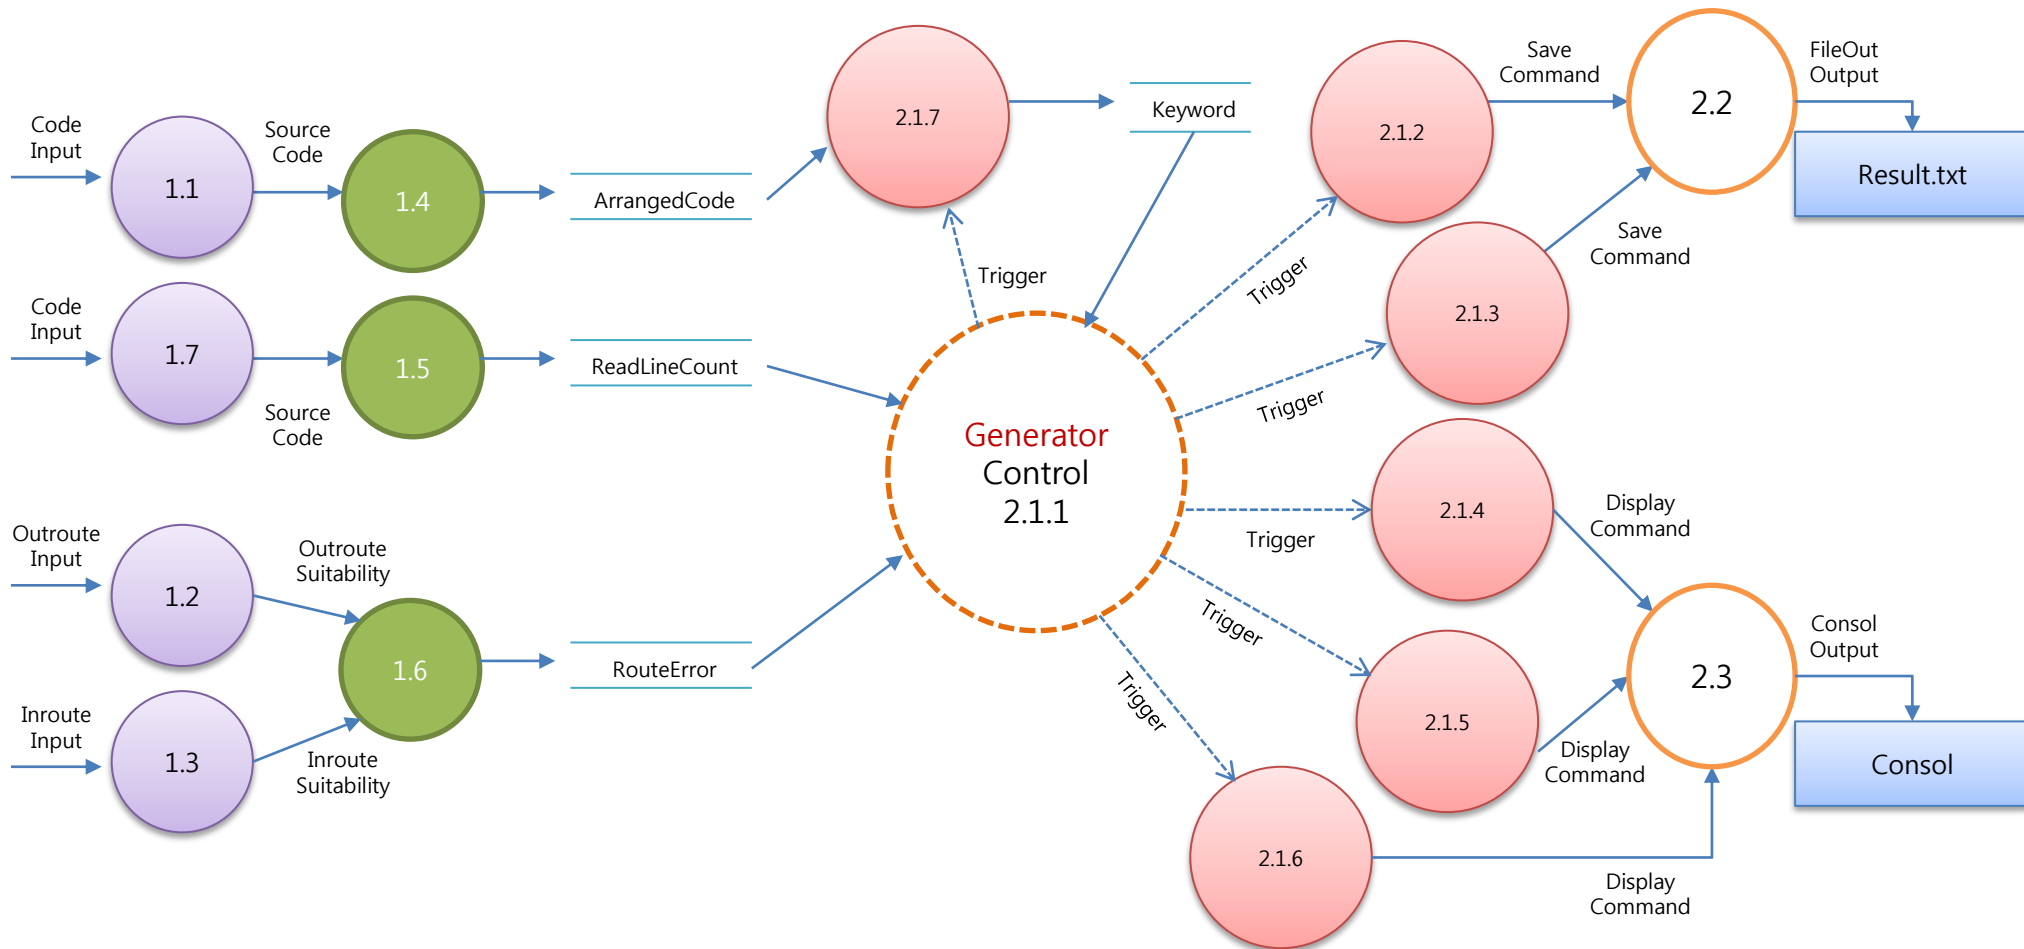 Code
Input
1.1
Source
Code
1.4
ArrangedCode
2.1.7
Keyword
Trigger
Code
Input
1.7
Source
Code
1.5
ReadLineCount
Outroute
Input
1.2
Outroute
Suitability
Inroute
Input
1.3
Inroute
Suitability
1.6
RouteError
Generator
Control
2.1.1
Trigger
2.1.2
Save
Command
Trigger
2.1.3
Save
Command
2.2
FileOut
Output
Result.txt
Trigger
2.1.4
Display
Command
Trigger
2.1.5
Display
Command
Trigger
2.1.6
Display
Command
2.3
Consol
Output
Consol